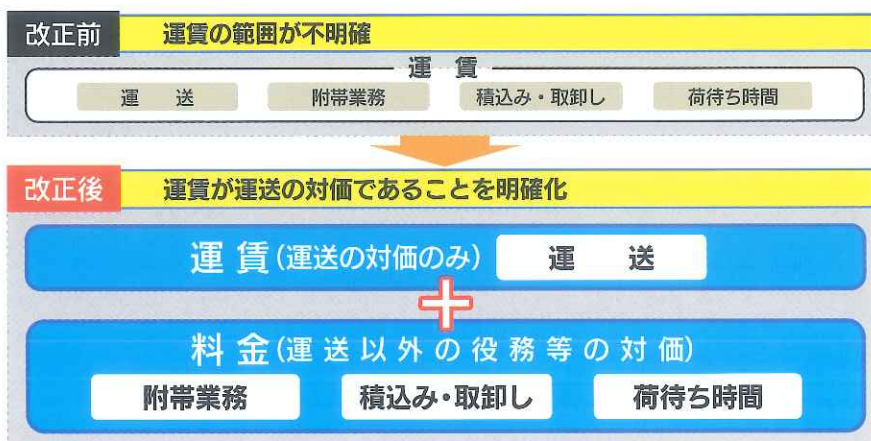 改正前 運賃の範囲が不明確
運賃
運送 附帯業務 積込み・取卸し 荷待ち時間
改正後 運賃が運送の対価であることを明確化
運賃(運送の対価のみ) 運送
+
料金(運送以外の役務等の対価)
附帯業務 積込み・取卸し 荷待ち時間